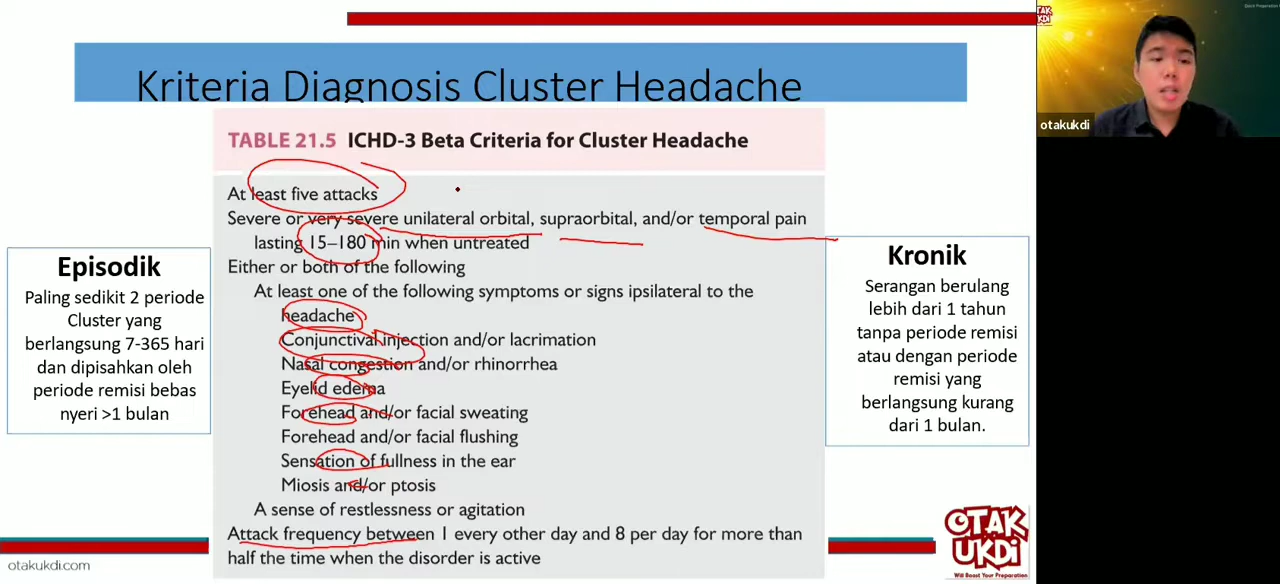 Kriteria Diagnosis Cluster Headache
TABLE 21.5 ICHD-3 Beta Criteria for Cluster Headache
At least five attacks
Severe or very severe unilateral orbital, supraorbital, and/or temporal pain
lasting 15–180 min when untreated
Either or both of the following
At least one of the following symptoms or signs ipsilateral to the
headache
Conjunctival injection and/or lacrimation
Nasal congestion and/or rhinorrhea
Eyelid edema
Forehead and/or facial sweating
Forehead and/or facial flushing
Sensation of fullness in the ear
Miosis and/or ptosis
A sense of restlessness or agitation
Attack frequency between 1 every other day and 8 per day for more than
half the time when the disorder is active
Episodik
Paling sedikit 2 periode
Cluster yang
berlangsung 7-365 hari
dan dipisahkan oleh
periode remisi bebas
nyeri >1 bulan
Kronik
Serangan berulang
lebih dari 1 tahun
tanpa periode remisi
atau dengan periode
remisi yang
berlangsung kurang
dari 1 bulan.
otakukdi
otakukdi.com
OTAK
UKDI
Will Boost Your Preparation